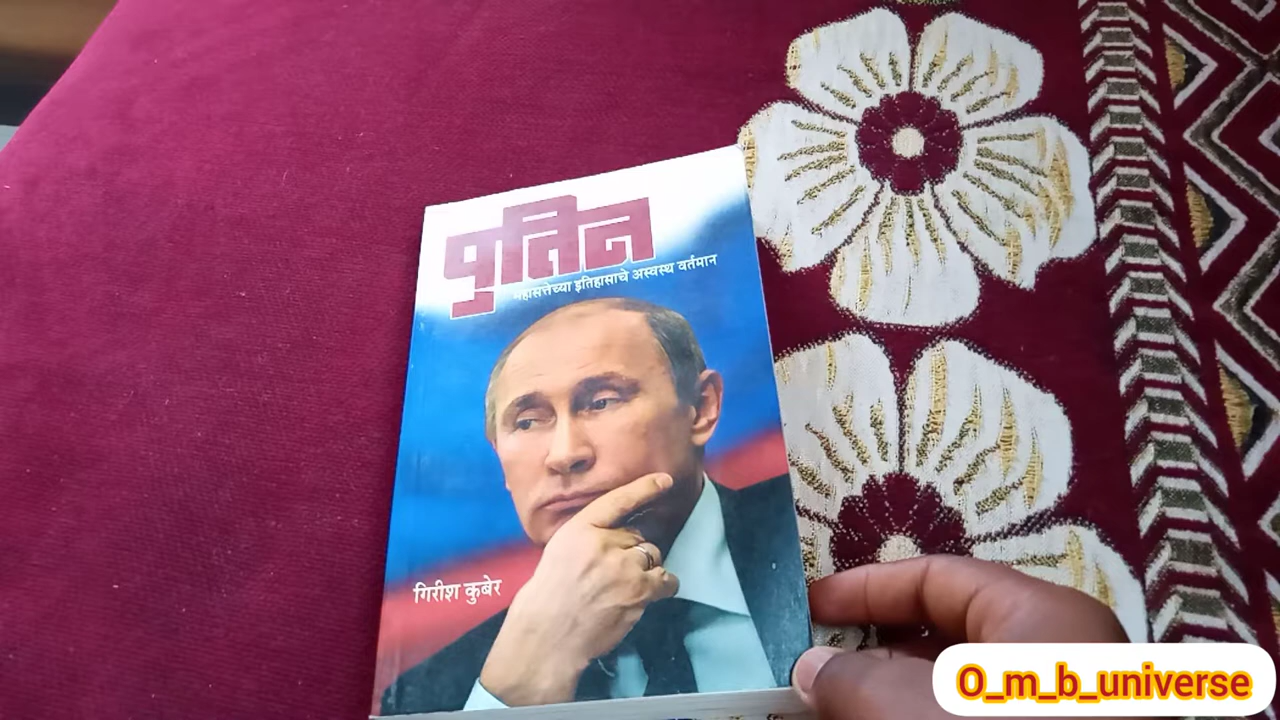 पुतिन
महासत्तेच्या इतिहासाचे अस्वस्थ वर्तमान
गिरीश कुबेर
O_m_b_universe